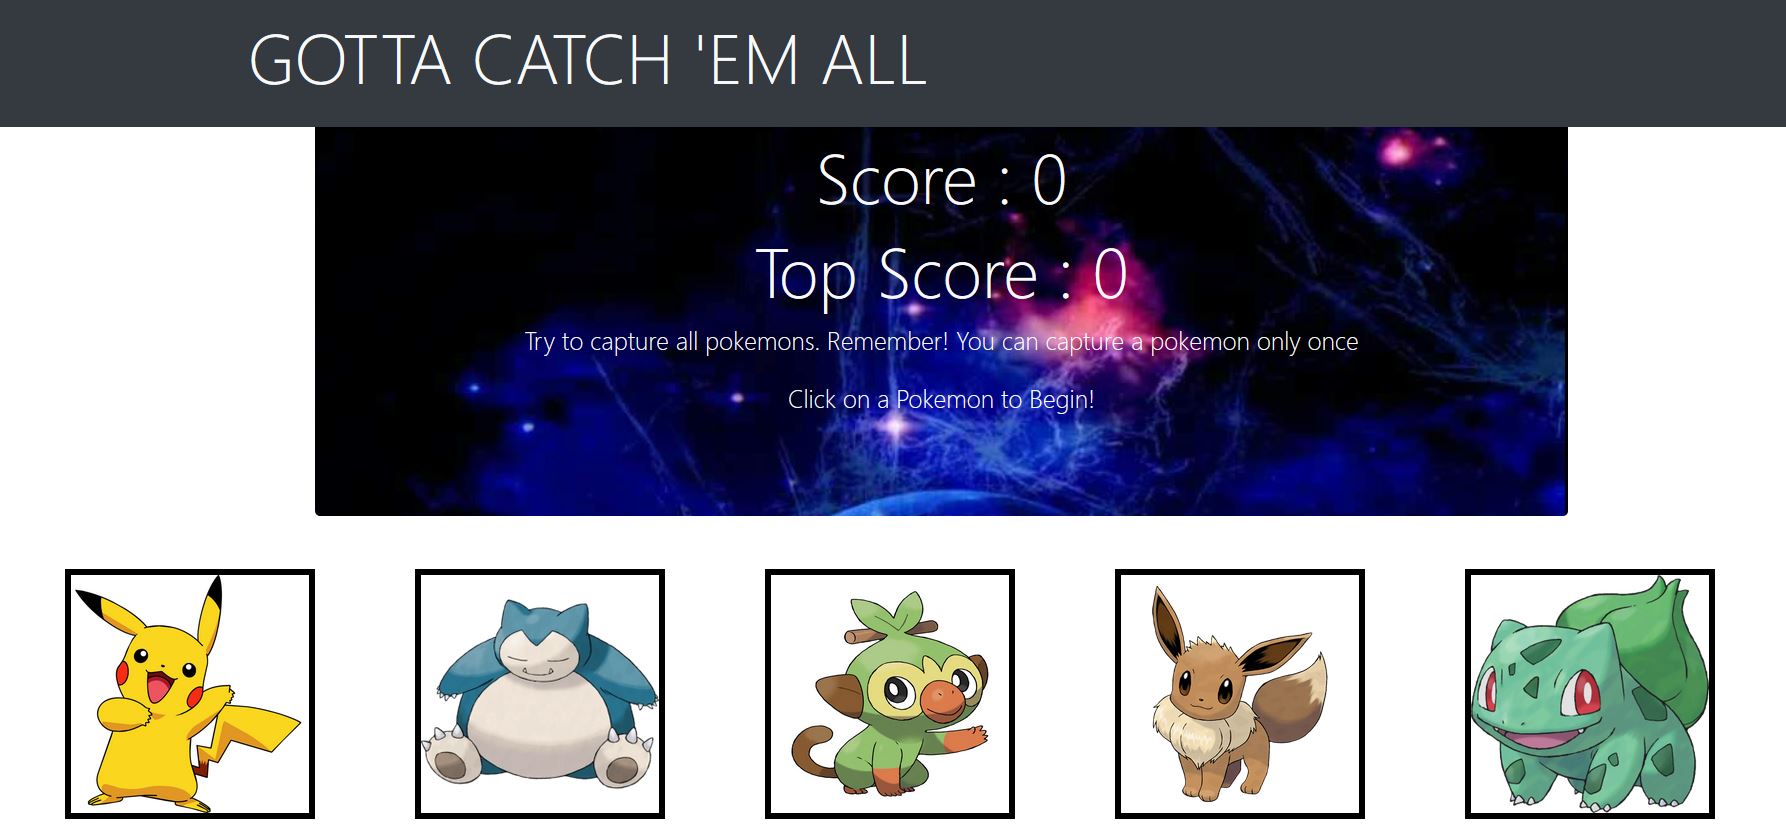 GOTTA CATCH 'EM ALL
Score : 0
Top Score : 0
Try to capture all pokemons. Remember! You can capture a pokemon only once
Click on a Pokemon to Begin!